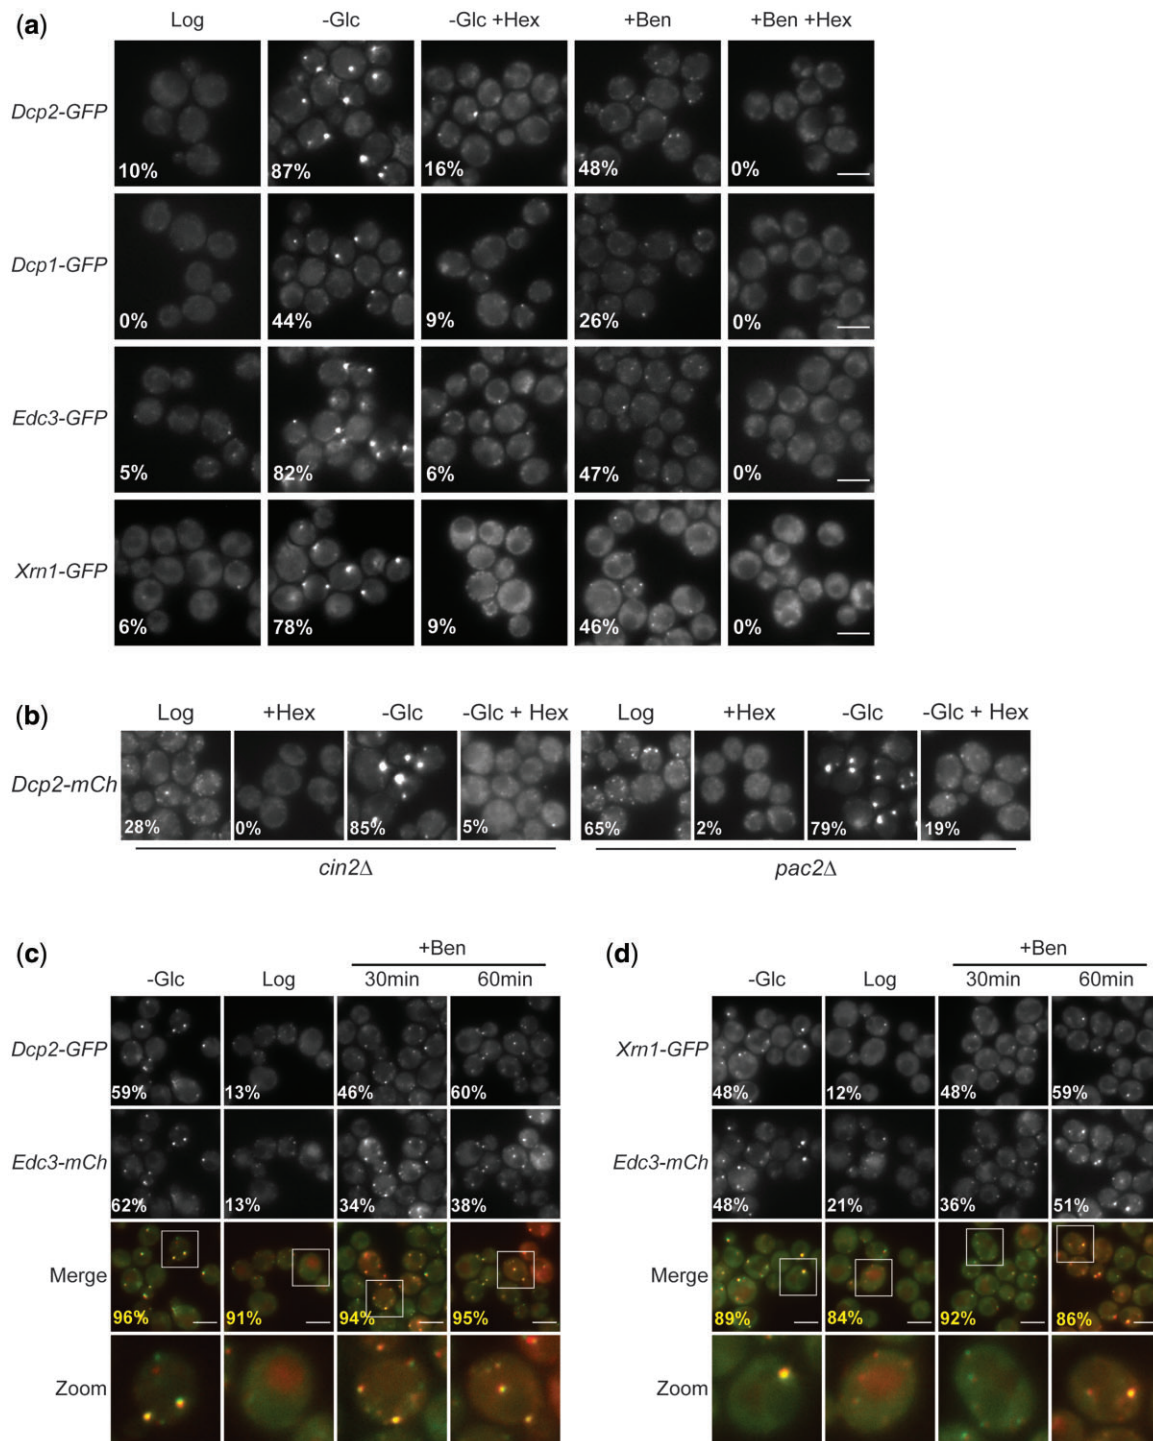 (a)
Log -Glc -Glc +Hex +Ben +Ben +Hex
Dcp2-GFP 10% 87% 16% 48% 0%
Dcp1-GFP 0% 44% 9% 26% 0%
Edc3-GFP 5% 82% 6% 47% 0%
Xrn1-GFP 6% 78% 9% 46% 0%
(b)
Log +Hex -Glc -Glc + Hex Log +Hex -Glc -Glc + Hex
Dcp2-mCh 28% 0% 85% 5% 65% 2% 79% 19%
cin2Δ pac2Δ
(c)
+Ben
-Glc Log 30min 60min
Dcp2-GFP 59% 13% 46% 60%
Edc3-mCh 62% 13% 34% 38%
Merge 96% 91% 94% 95%
Zoom
(d)
+Ben
-Glc Log 30min 60min
Xrn1-GFP 48% 12% 48% 59%
Edc3-mCh 48% 21% 36% 51%
Merge 89% 84% 92% 86%
Zoom